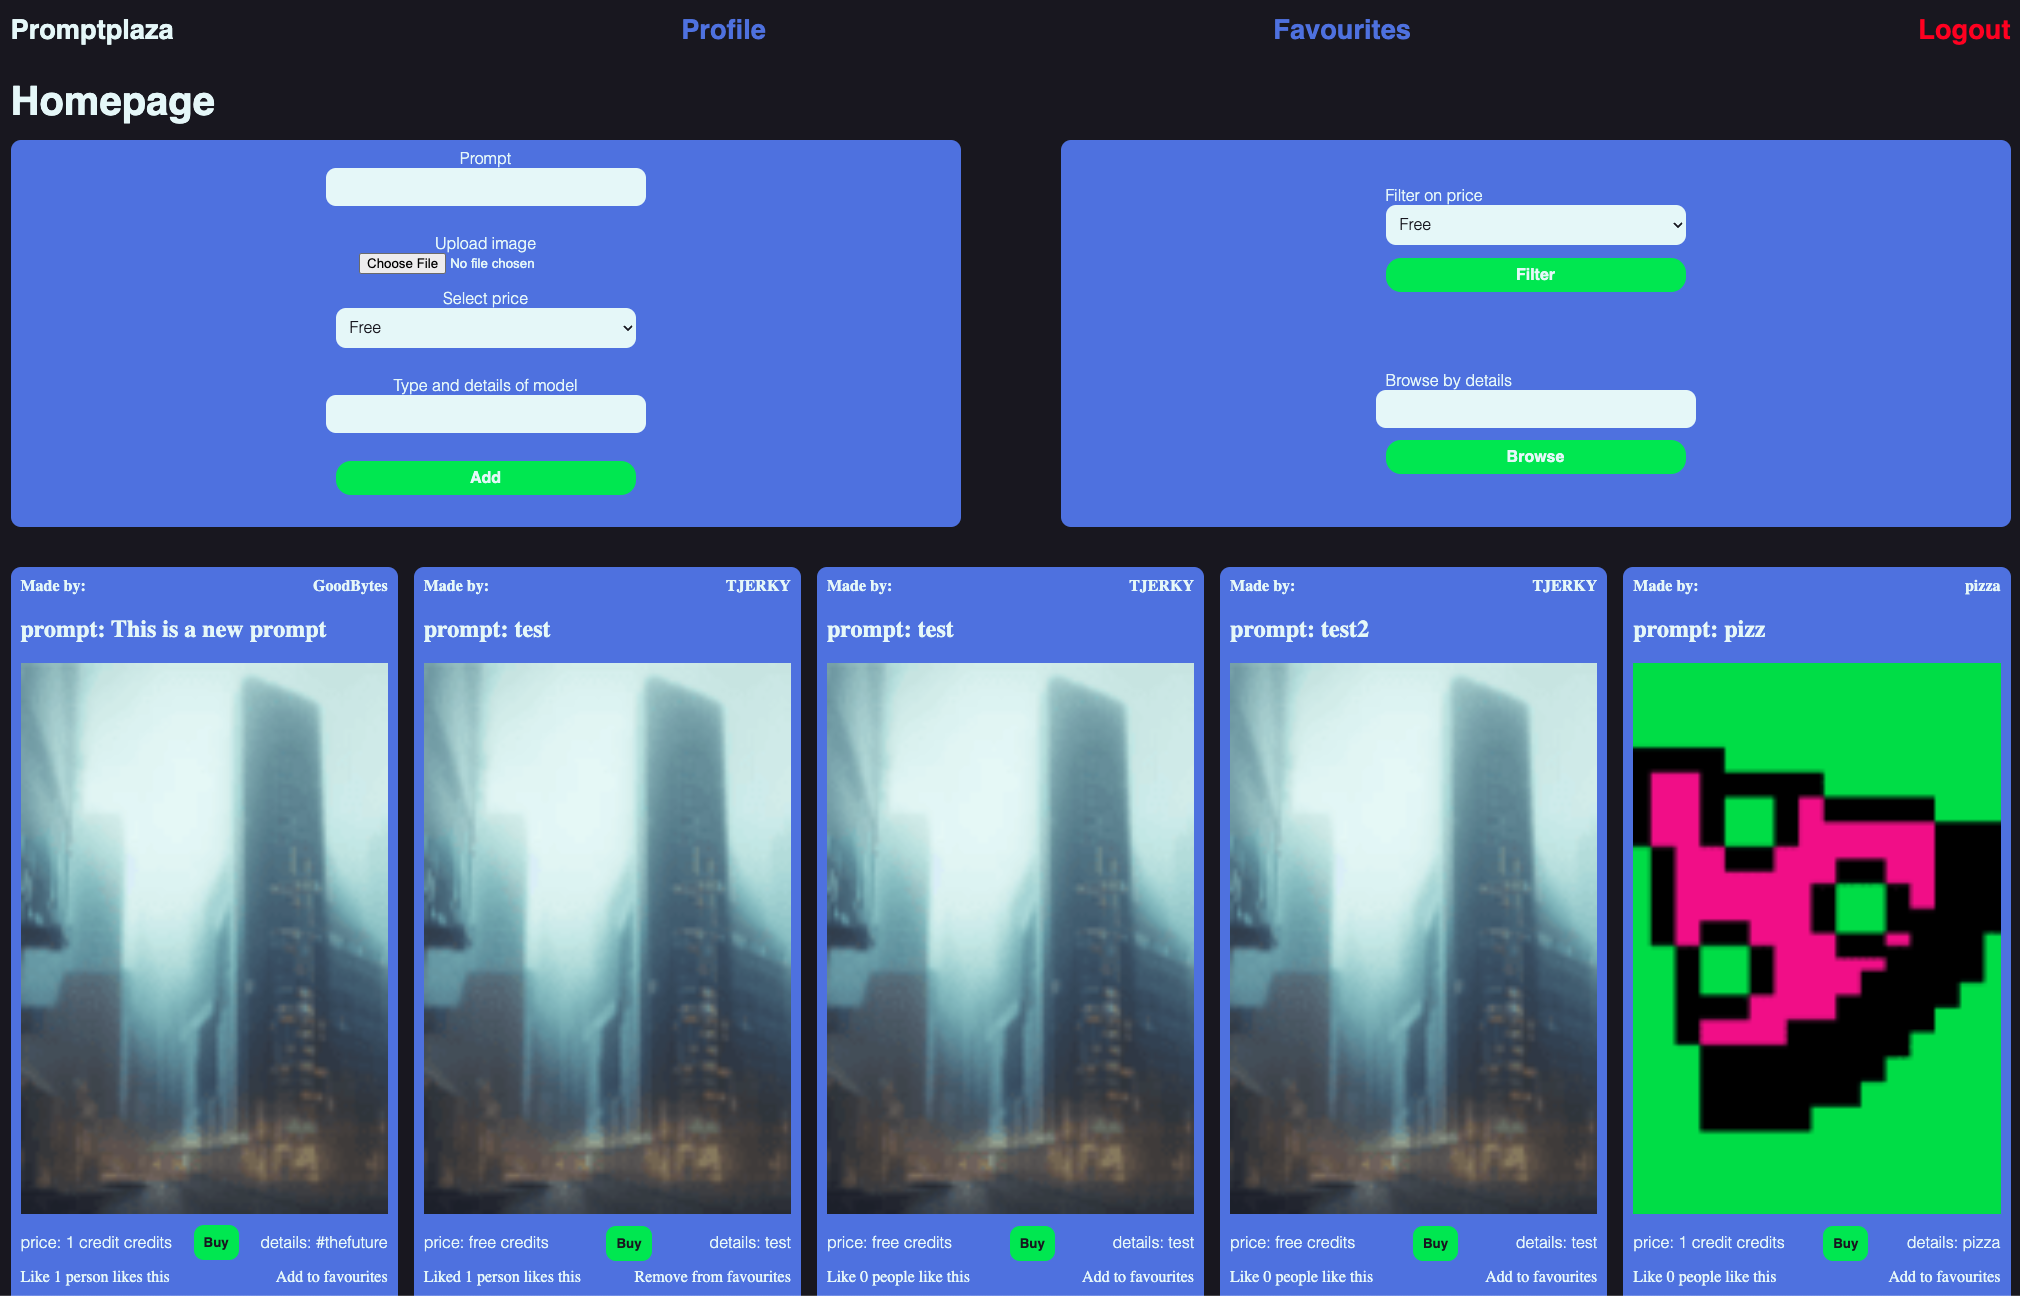 Promptplaza
Profile
Favourites
Logout
Homepage
Prompt
Upload image
Choose File No file chosen
Select price
Free
Type and details of model
Add
Filter on price
Free
Filter
Browse by details
Browse
Made by: GoodBytes
prompt: This is a new prompt
price: 1 credit credits Buy details: #thefuture
Like 1 person likes this Add to favourites
Made by: TJERKY
prompt: test
price: free credits Buy details: test
Liked 1 person likes this Remove from favourites
Made by: TJERKY
prompt: test
price: free credits Buy details: test
Like 0 people like this Add to favourites
Made by: TJERKY
prompt: test2
price: free credits Buy details: test
Like 0 people like this Add to favourites
Made by: pizza
prompt: pizz
price: 1 credit credits Buy details: pizza
Like 0 people like this Add to favourites